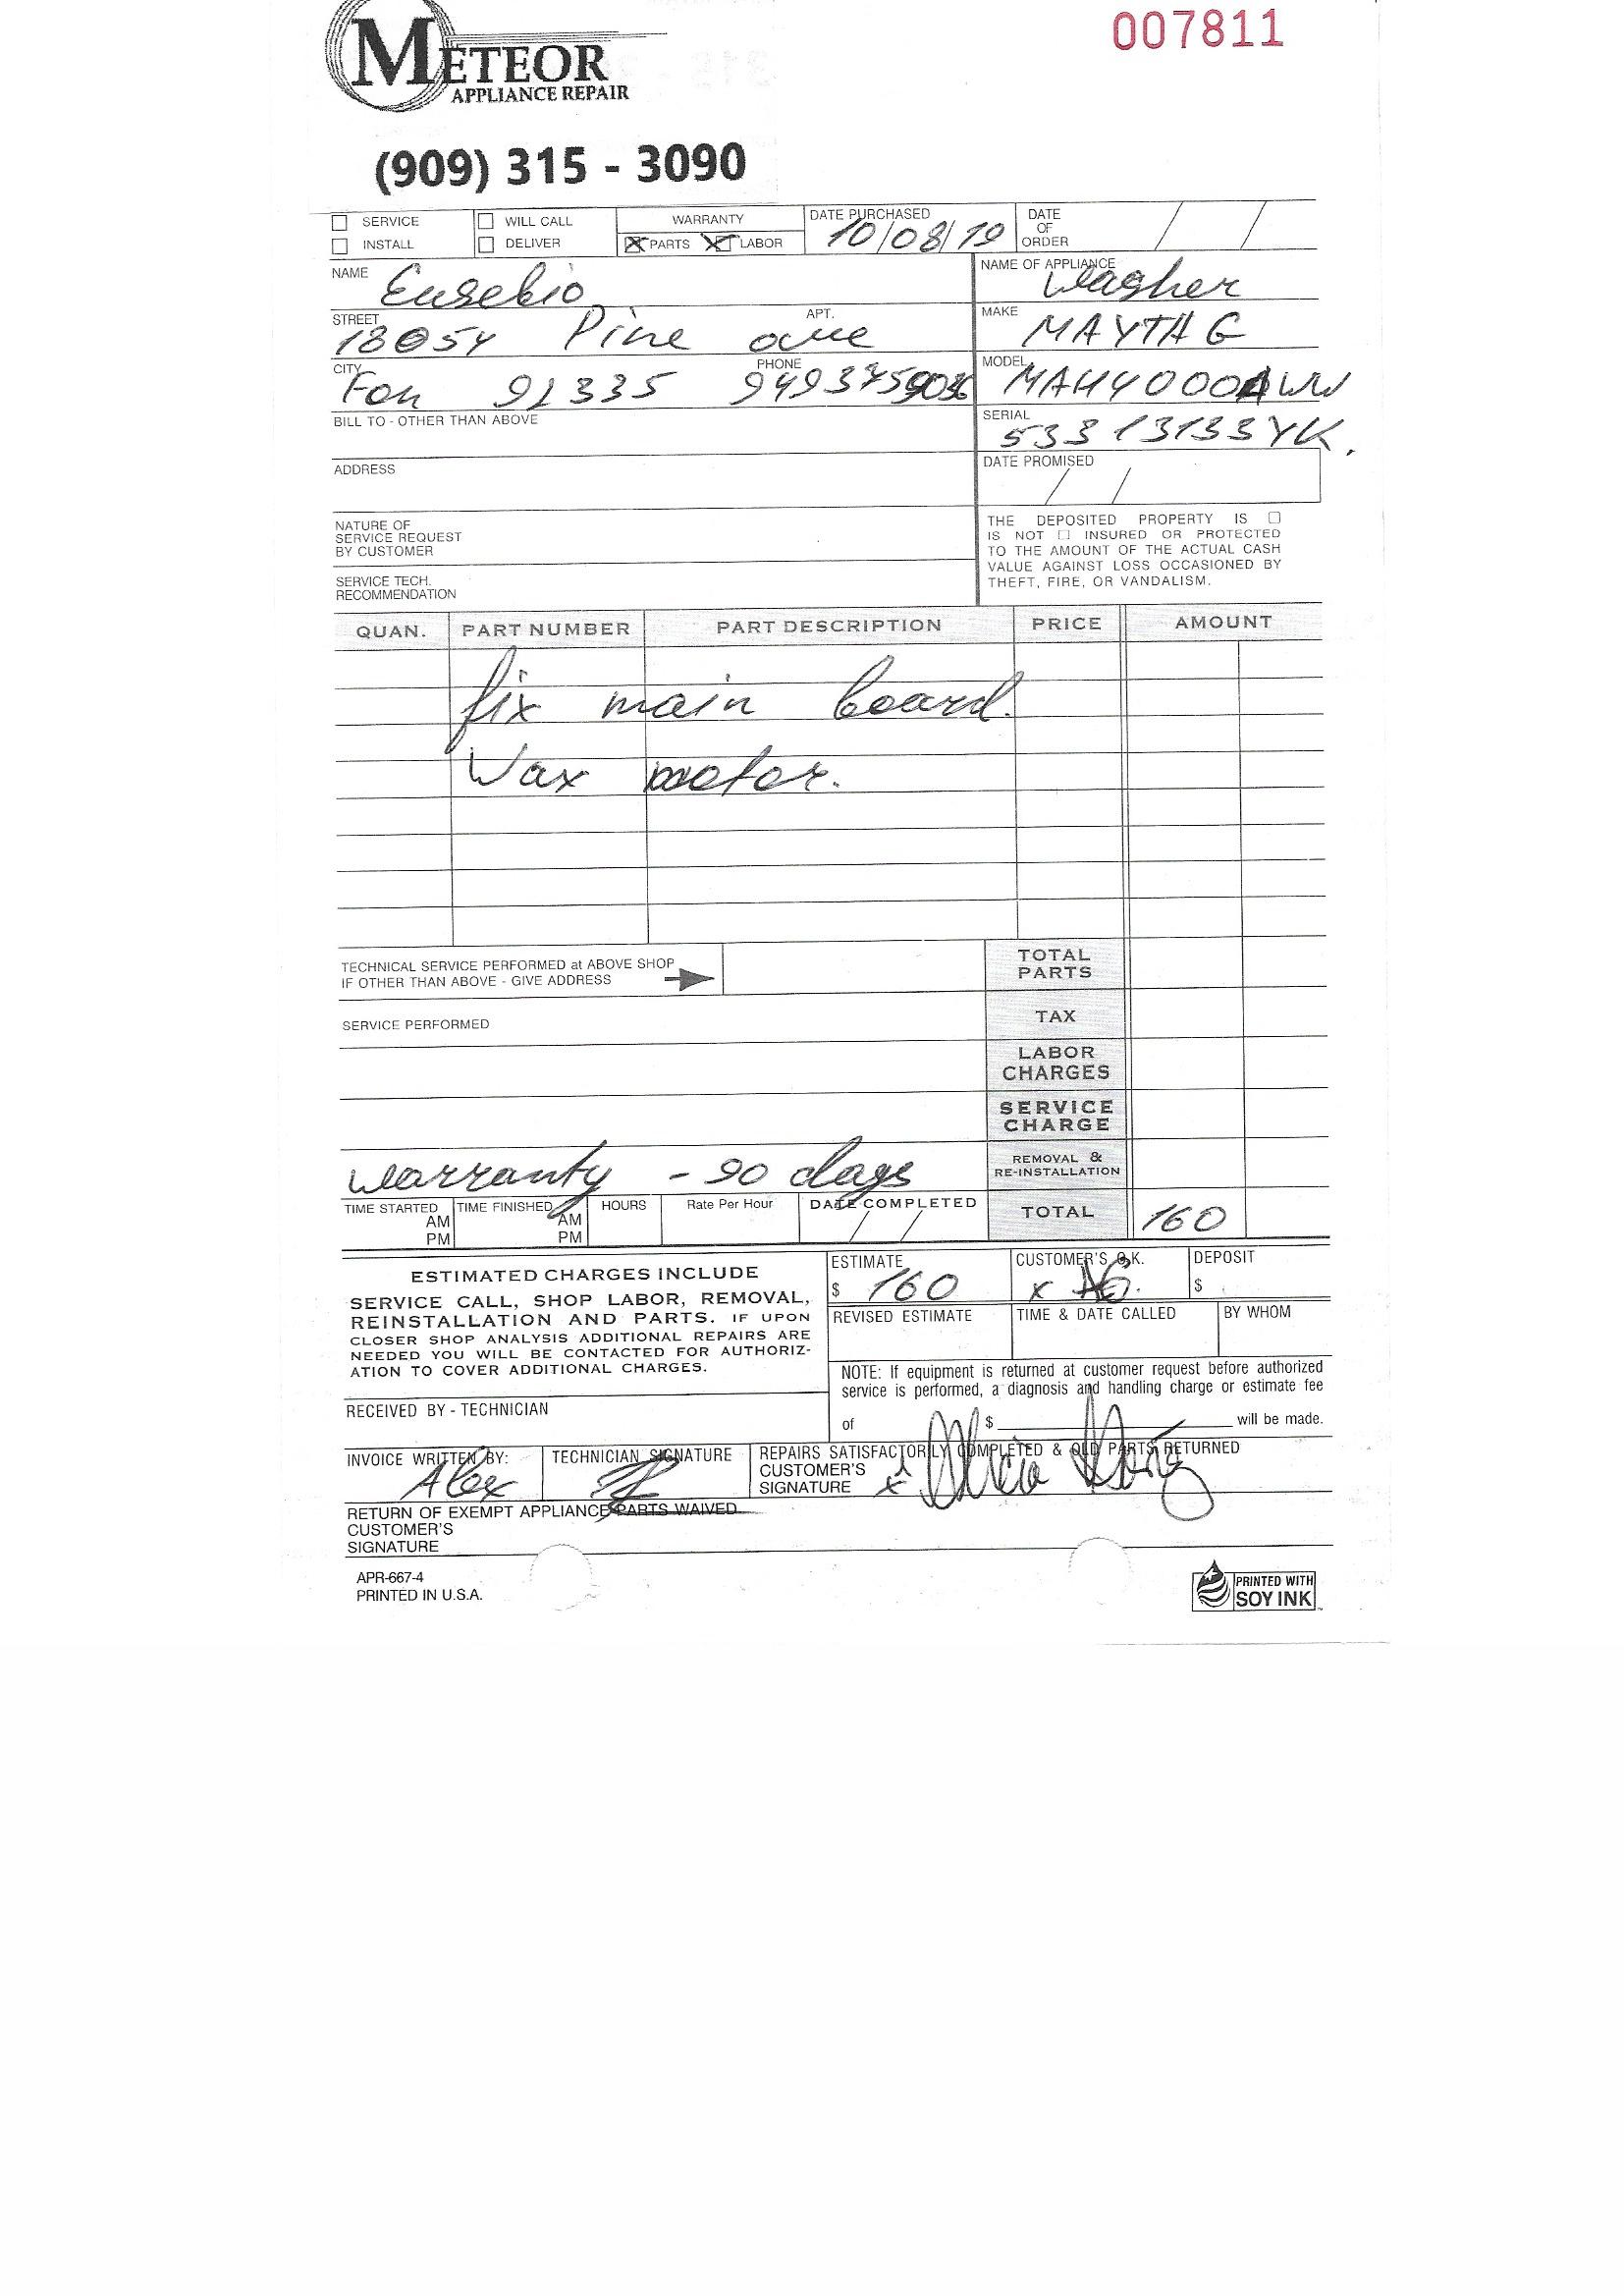 METEOR
APPLIANCE REPAIR
007811
(909) 315 - 3090
SERVICE WILL CALL WARRANTY DATE PURCHASED 10/08/19 DATE OF ORDER / /
INSTALL DELIVER PARTS LABOR
NAME Eusebio NAME OF APPLIANCE Wagher
STREET 18054 Pine ave APT. MAKE MAYTAG
CITY Fon 92335 PHONE 9493759036 MODEL MAH4000AWW
BILL TO - OTHER THAN ABOVE SERIAL 53313133YK.
ADDRESS DATE PROMISED / /
NATURE OF
SERVICE REQUEST
BY CUSTOMER
SERVICE TECH.
RECOMMENDATION
THE DEPOSITED PROPERTY IS
IS NOT INSURED OR PROTECTED
TO THE AMOUNT OF THE ACTUAL CASH
VALUE AGAINST LOSS OCCASIONED BY
THEFT, FIRE, OR VANDALISM.
QUAN. PART NUMBER PART DESCRIPTION PRICE AMOUNT
fix main board.
Wax motor.
TECHNICAL SERVICE PERFORMED at ABOVE SHOP
IF OTHER THAN ABOVE - GIVE ADDRESS
TOTAL PARTS
SERVICE PERFORMED
TAX
LABOR CHARGES
SERVICE CHARGE
REMOVAL & RE-INSTALLATION
Warranty - 90 days
TIME STARTED AM PM TIME FINISHED AM PM HOURS Rate Per Hour DATE COMPLETED / / TOTAL 160
ESTIMATED CHARGES INCLUDE
SERVICE CALL, SHOP LABOR, REMOVAL,
REINSTALLATION AND PARTS. IF UPON
CLOSER SHOP ANALYSIS ADDITIONAL REPAIRS ARE
NEEDED YOU WILL BE CONTACTED FOR AUTHORIZ-
ATION TO COVER ADDITIONAL CHARGES.
ESTIMATE $ 160 CUSTOMER'S O.K. x AG. DEPOSIT $
REVISED ESTIMATE TIME & DATE CALLED BY WHOM
NOTE: If equipment is returned at customer request before authorized
service is performed, a diagnosis and handling charge or estimate fee
of $ will be made.
RECEIVED BY - TECHNICIAN
INVOICE WRITTEN BY: Alex TECHNICIAN SIGNATURE REPAIRS SATISFACTORILY COMPLETED & OLD PARTS RETURNED
CUSTOMER'S
SIGNATURE x
RETURN OF EXEMPT APPLIANCE PARTS WAIVED
CUSTOMER'S
SIGNATURE
APR-667-4
PRINTED IN U.S.A.
PRINTED WITH
SOY INK